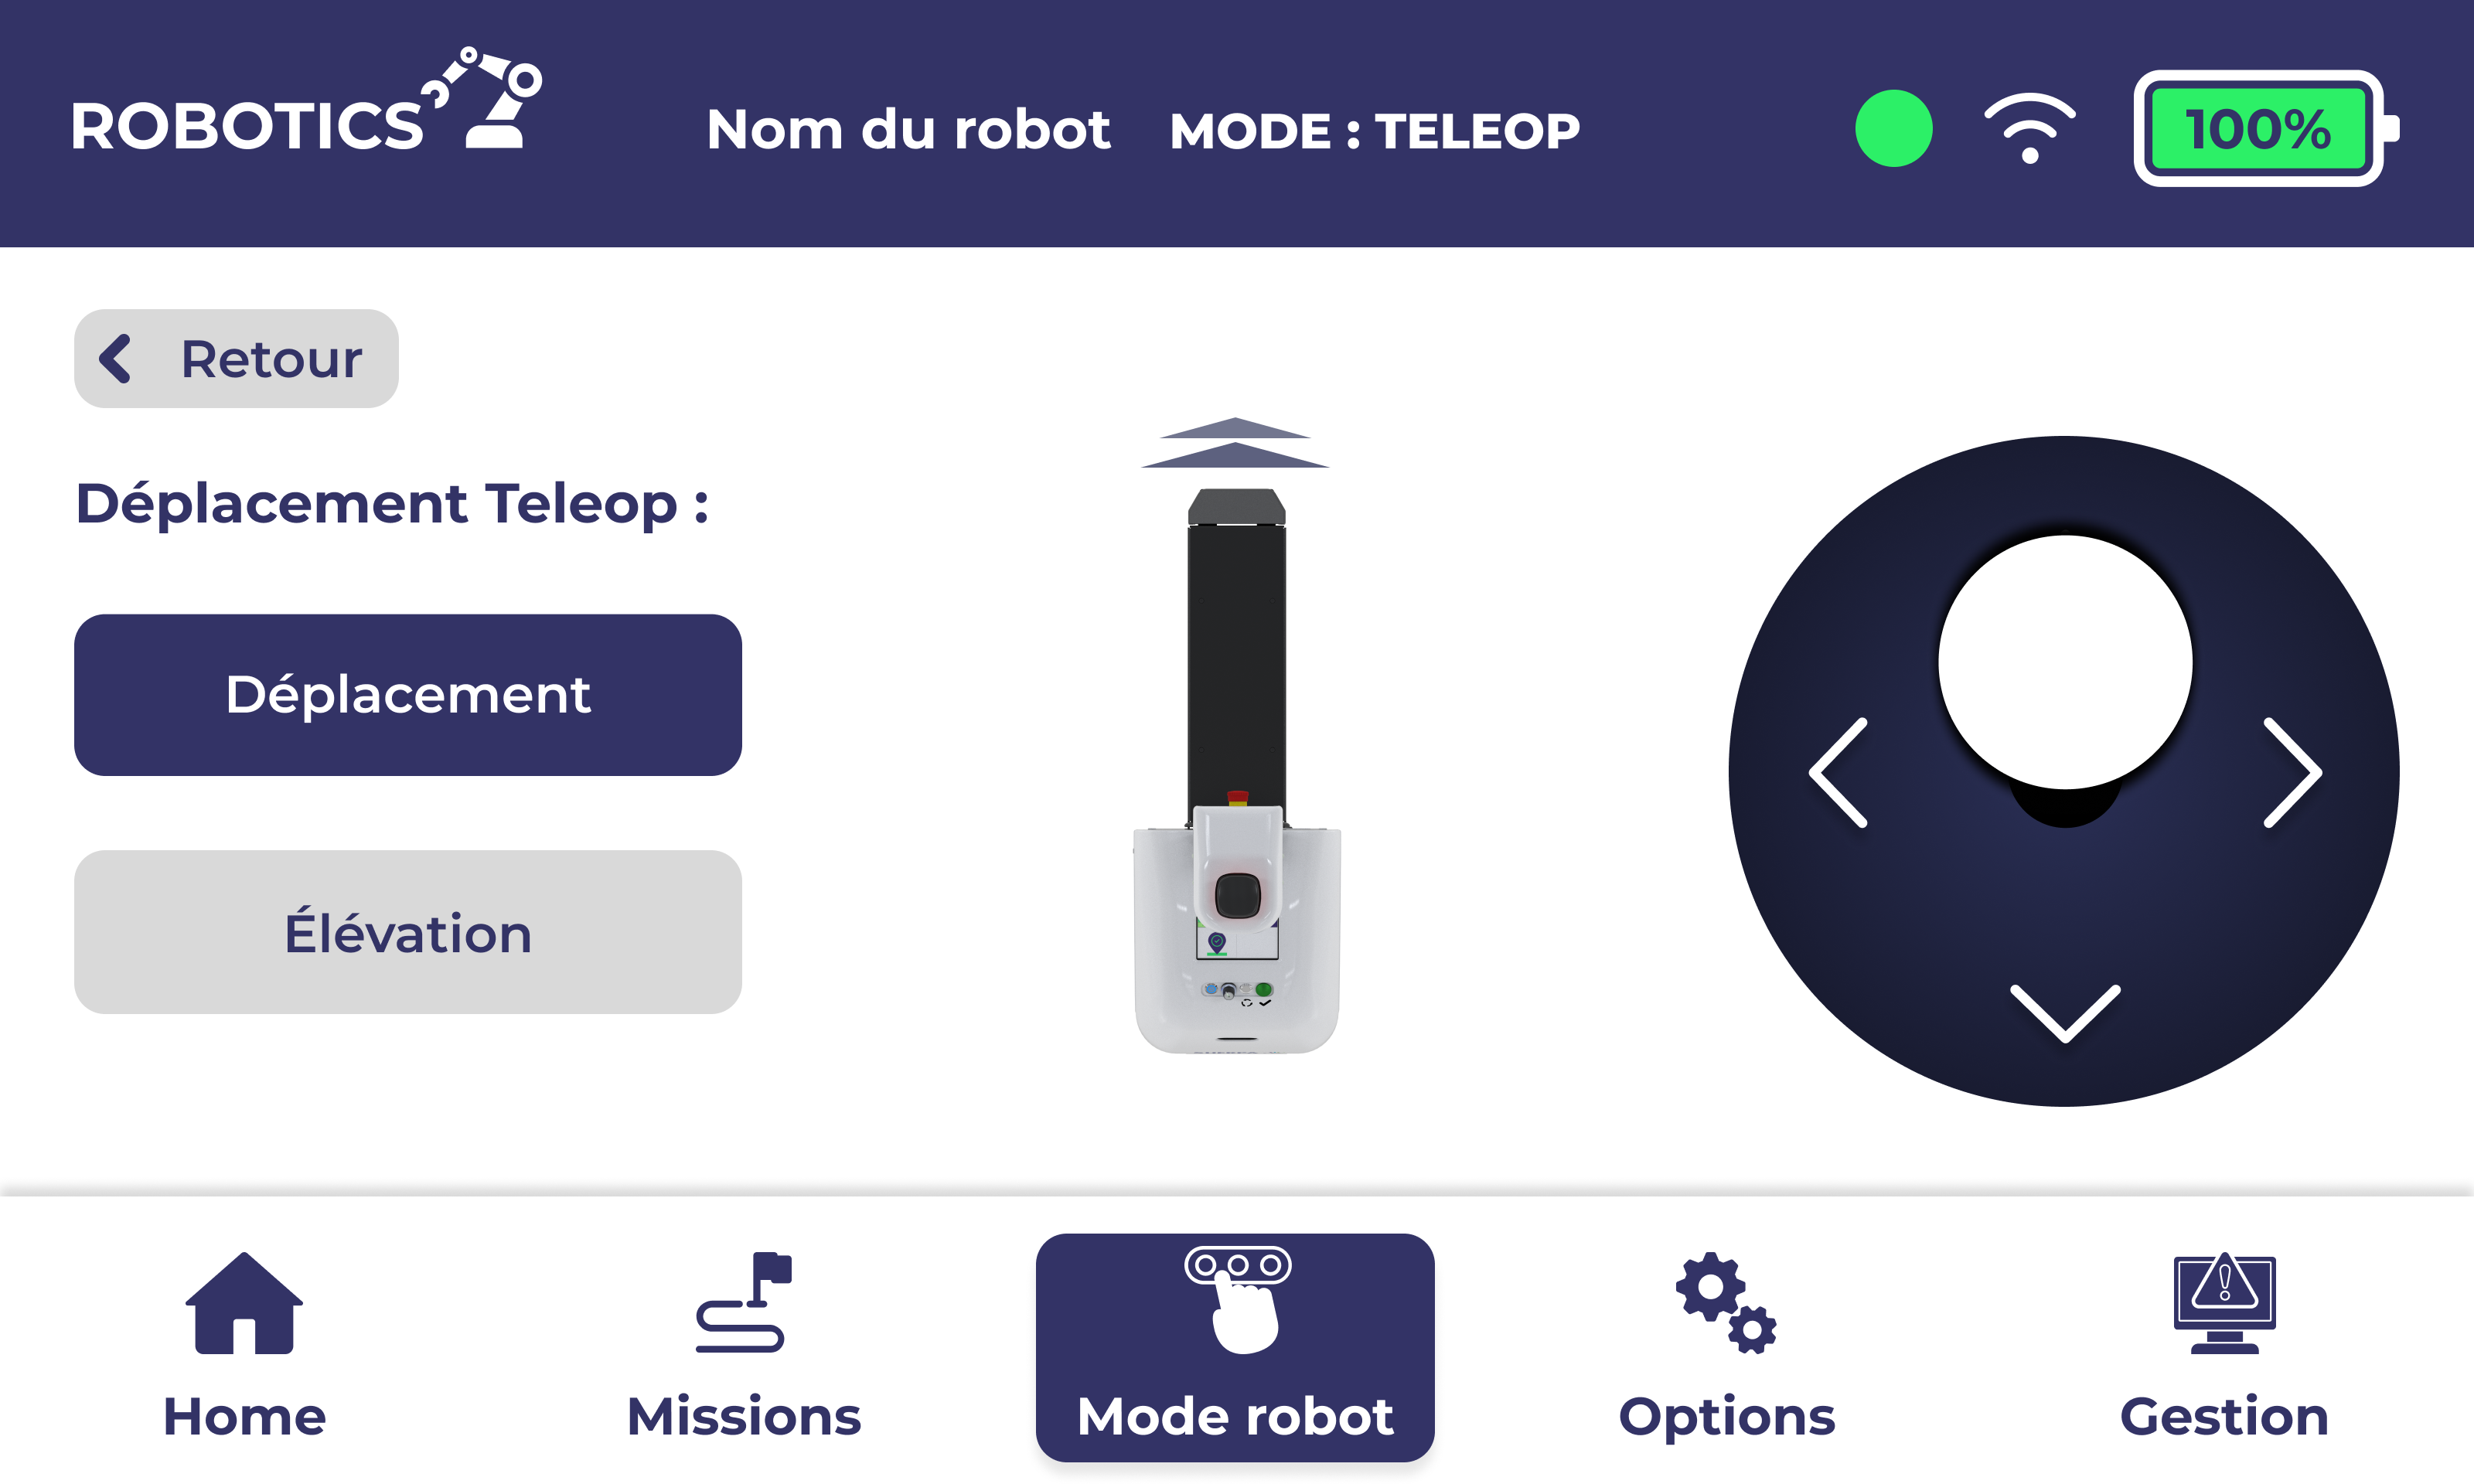 ROBOTICS
Nom du robot MODE : TELEOP
100%
Retour
Déplacement Teleop :
Déplacement
Élévation
Home
Missions
Mode robot
Options
Gestion